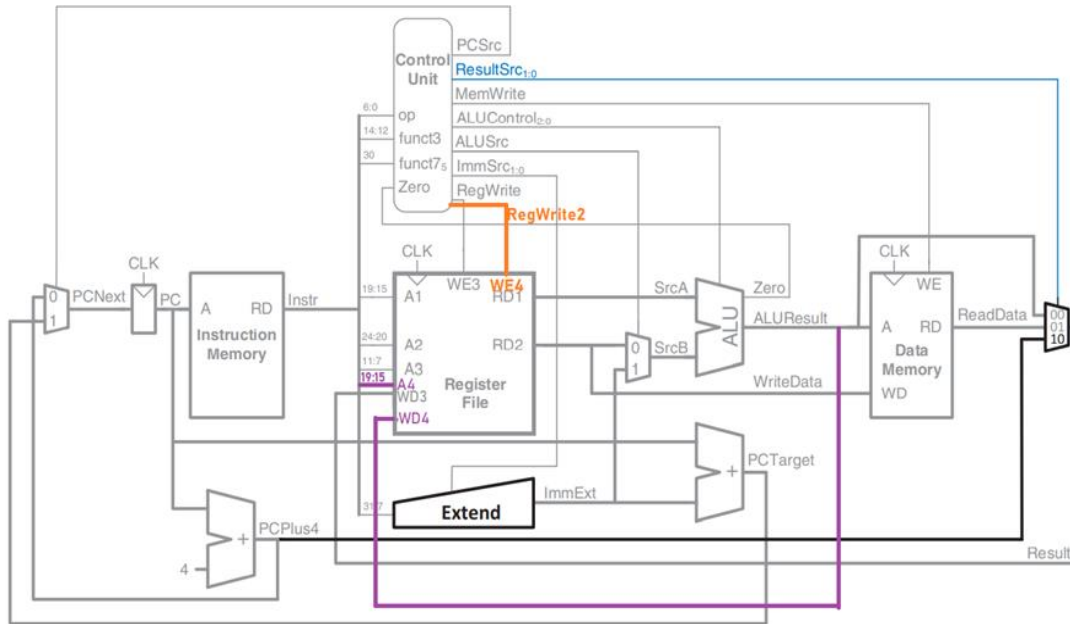 PCSrc
Control
Unit
ResultSrc1:0
MemWrite
6:0
op
ALUControl2:0
14:12
funct3
ALUSrc
30
funct75
ImmSrc1:0
Zero
RegWrite
RegWrite2
CLK
CLK
CLK
0
1
PCNext
PC
A
RD
Instruction
Memory
Instr
19:15
A1
WE3
WE4
RD1
SrcA
Zero
24:20
A2
RD2
0
1
SrcB
ALU
ALUResult
WE
A
RD
Data
Memory
WD
ReadData
00
01
10
11:7
A3
19:15
A4
WD3
Register
File
WD4
WriteData
PCTarget
+
31:7
Extend
ImmExt
PCPlus4
+
4
Result